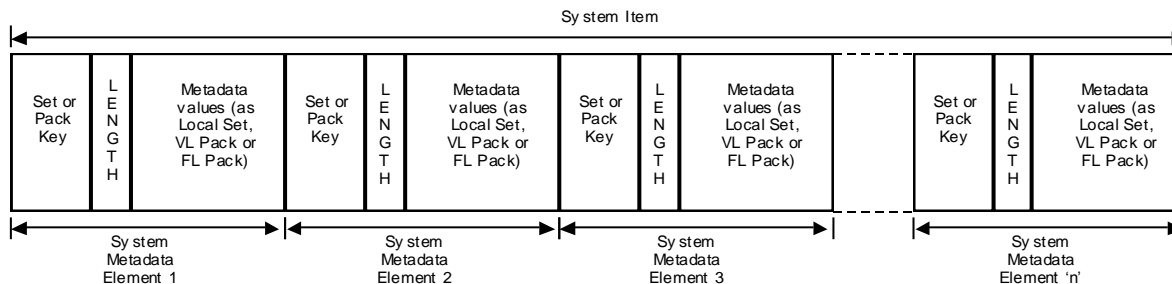 System Item
Set or
Pack
Key
L
E
N
G
T
H
Metadata
values (as
Local Set,
VL Pack or
FL Pack)
Set or
Pack
Key
L
E
N
G
T
H
Metadata
values (as
Local Set,
VL Pack or
FL Pack)
Set or
Pack
Key
L
E
N
G
T
H
Metadata
values (as
Local Set,
VL Pack or
FL Pack)
Set or
Pack
Key
L
E
N
G
T
H
Metadata
values (as
Local Set,
VL Pack or
FL Pack)
System
Metadata
Element 1
System
Metadata
Element 2
System
Metadata
Element 3
System
Metadata
Element ‘n’